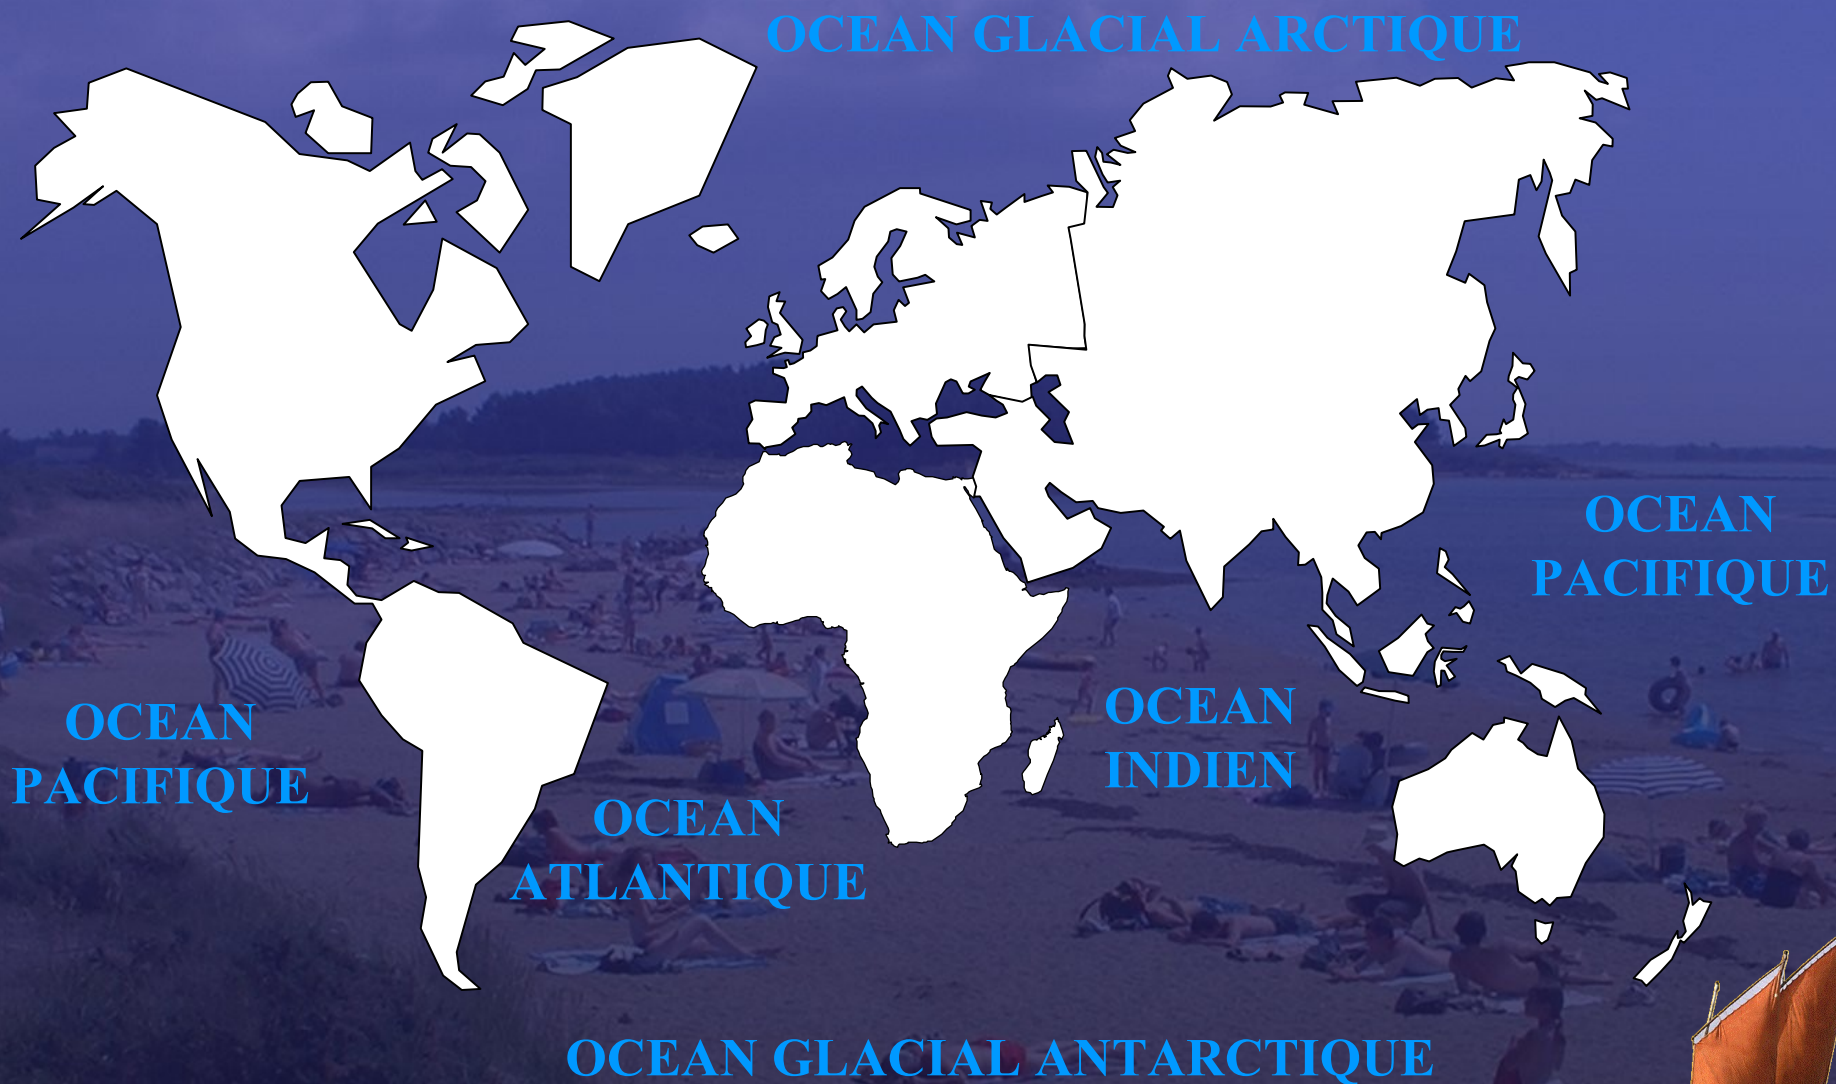 OCEAN GLACIAL ARCTIQUE
OCEAN
PACIFIQUE
OCEAN
PACIFIQUE
OCEAN
INDIEN
OCEAN
ATLANTIQUE
OCEAN GLACIAL ANTARCTIQUE